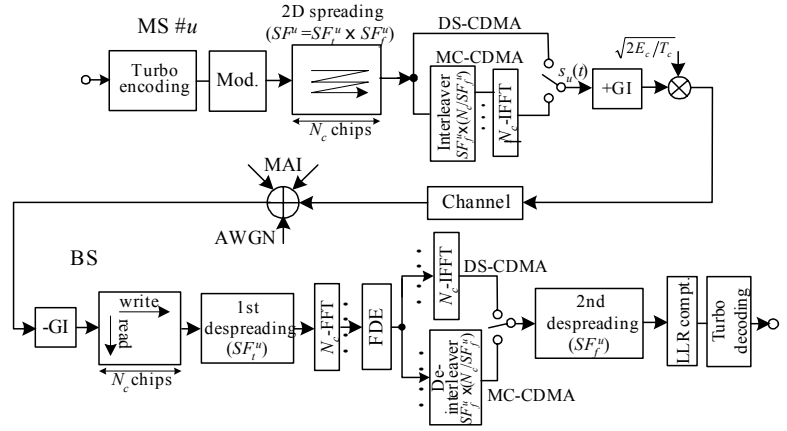 MS #u
2D spreading
(SF^u =SF_t^u x SF_f^u)
DS-CDMA
MC-CDMA
Turbo
encoding
Mod.
N_c chips
Interleaver
SF_f^u x(N_c/SF_f^u)
N_c-IFFT
s_u(t)
+GI
√2E_c/T_c
MAI
AWGN
Channel
BS
-GI
write
read
N_c chips
1st
despreading
(SF_t^u)
N_c-FFT
FDE
N_c-IFFT
DS-CDMA
De-
interleaver
SF_f^u x(N_c/SF_f^u)
MC-CDMA
2nd
despreading
(SF_f^u)
LLR compt.
Turbo
decoding